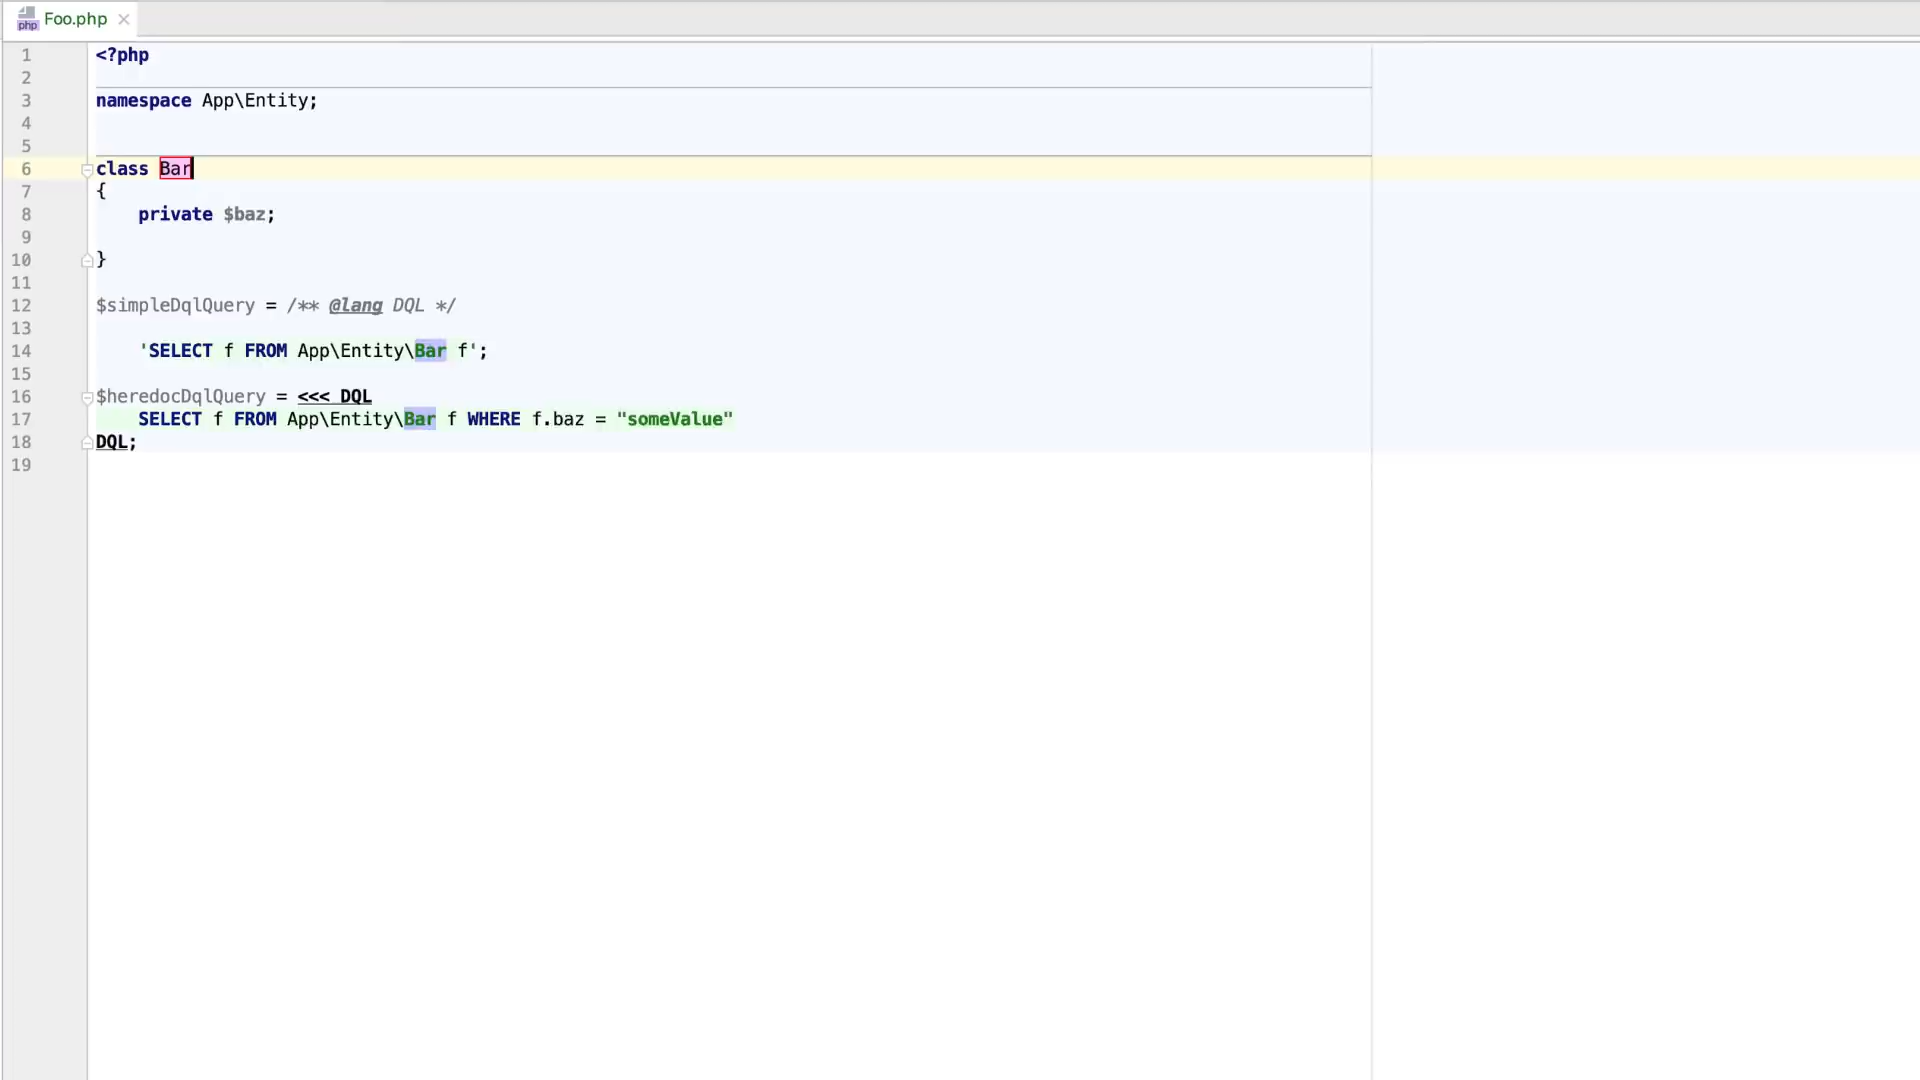 php Foo.php ×
1 <?php
2
3 namespace App\Entity;
4
5
6 class Bar
7 {
8     private $baz;
9
10 }
11
12 $simpleDqlQuery = /** @lang DQL */
13
14     'SELECT f FROM App\Entity\Bar f';
15
16 $heredocDqlQuery = <<< DQL
17     SELECT f FROM App\Entity\Bar f WHERE f.baz = "someValue"
18 DQL;
19